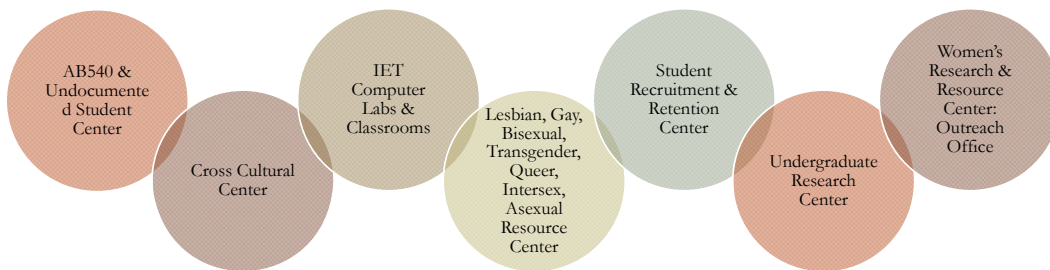 AB540 &
Undocumente
d Student
Center
Cross Cultural
Center
IET
Computer
Labs &
Classrooms
Lesbian, Gay,
Bisexual,
Transgender,
Queer,
Intersex,
Asexual
Resource
Center
Student
Recruitment &
Retention
Center
Undergraduate
Research
Center
Women’s
Research &
Resource
Center:
Outreach
Office